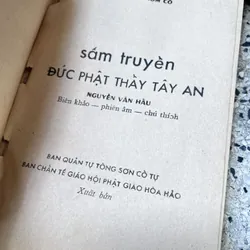 sấm truyền
ĐỨC PHẬT THẦY TÂY AN
NGUYỄN VĂN HẦU
Biên khảo — phiên âm — chú thích
BAN QUẢN TỰ TÒNG SƠN CỔ TỰ
BAN CHẨN TẾ GIÁO HỘI PHẬT GIÁO HÒA HẢO
Xuất bản